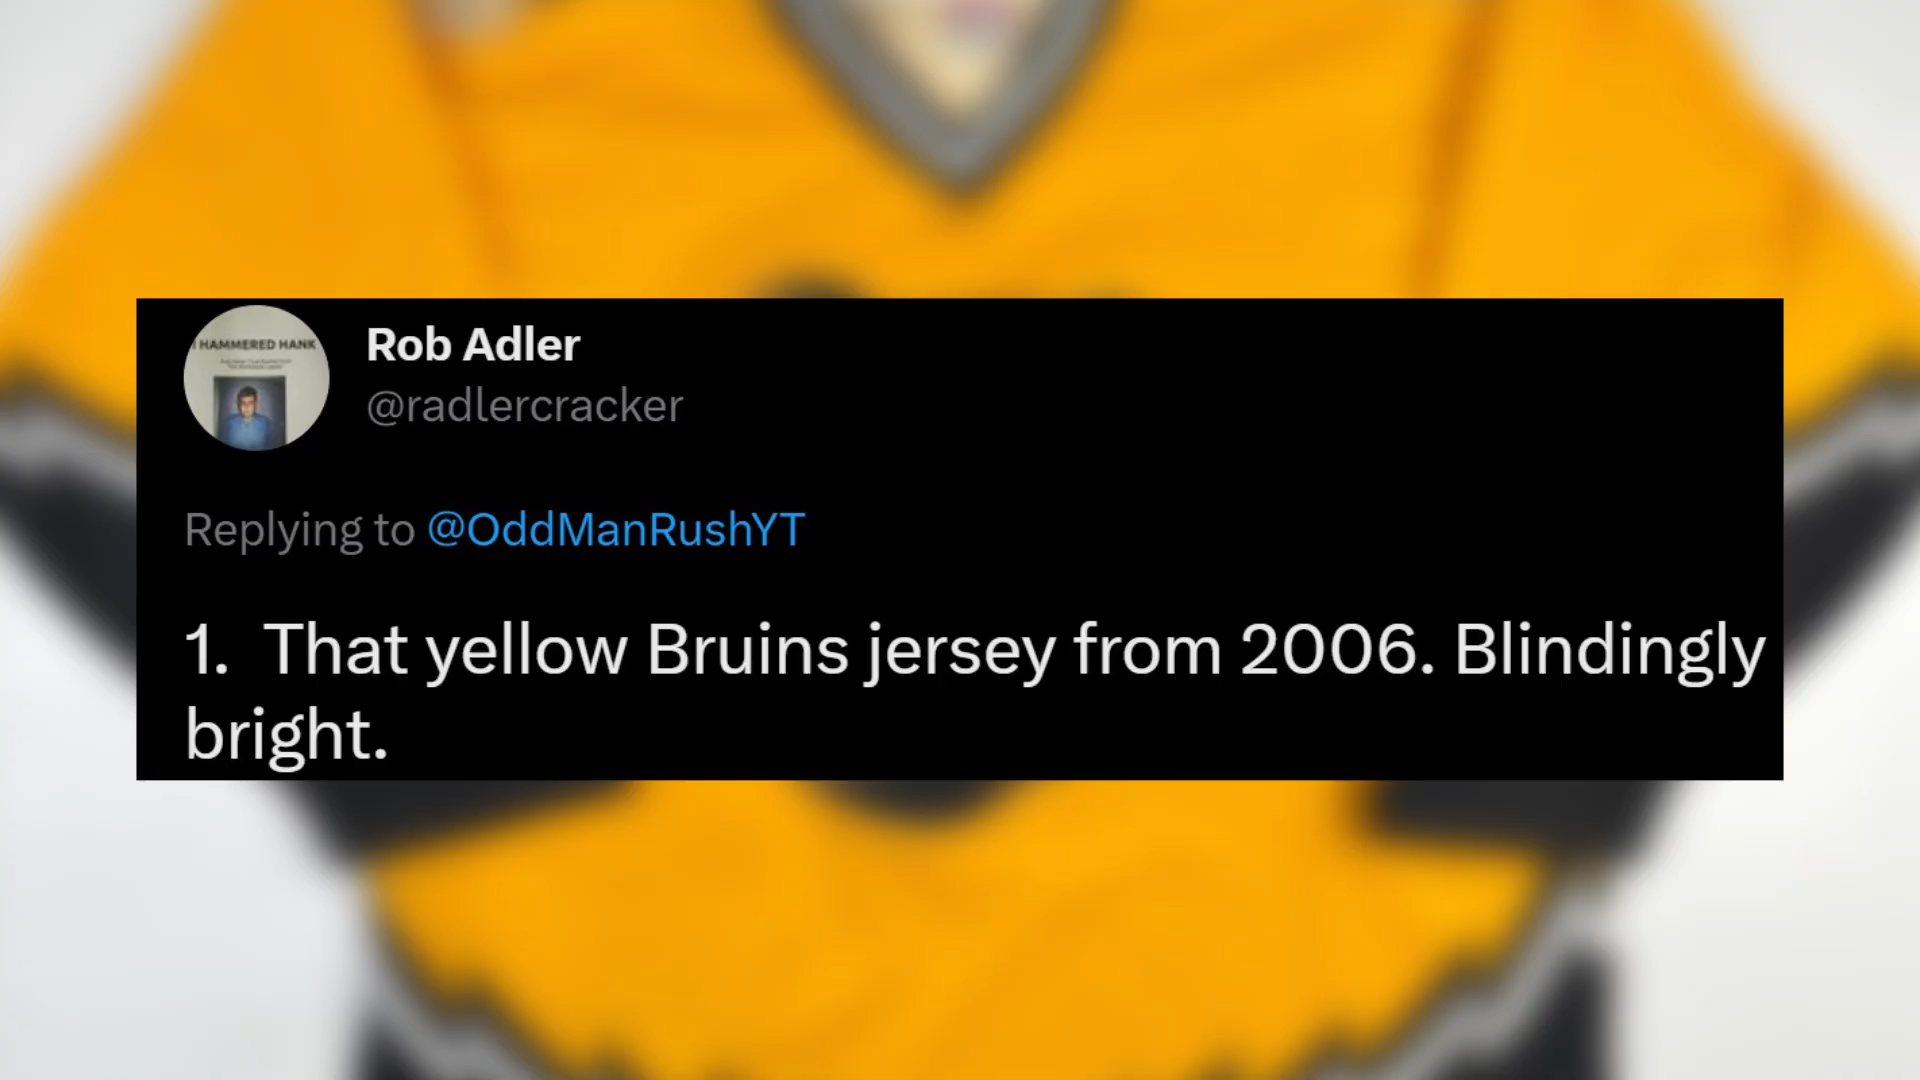 I HAMMERED HANK
Rob Adler
@radlercracker
Replying to @OddManRushYT
1. That yellow Bruins jersey from 2006. Blindingly
bright.